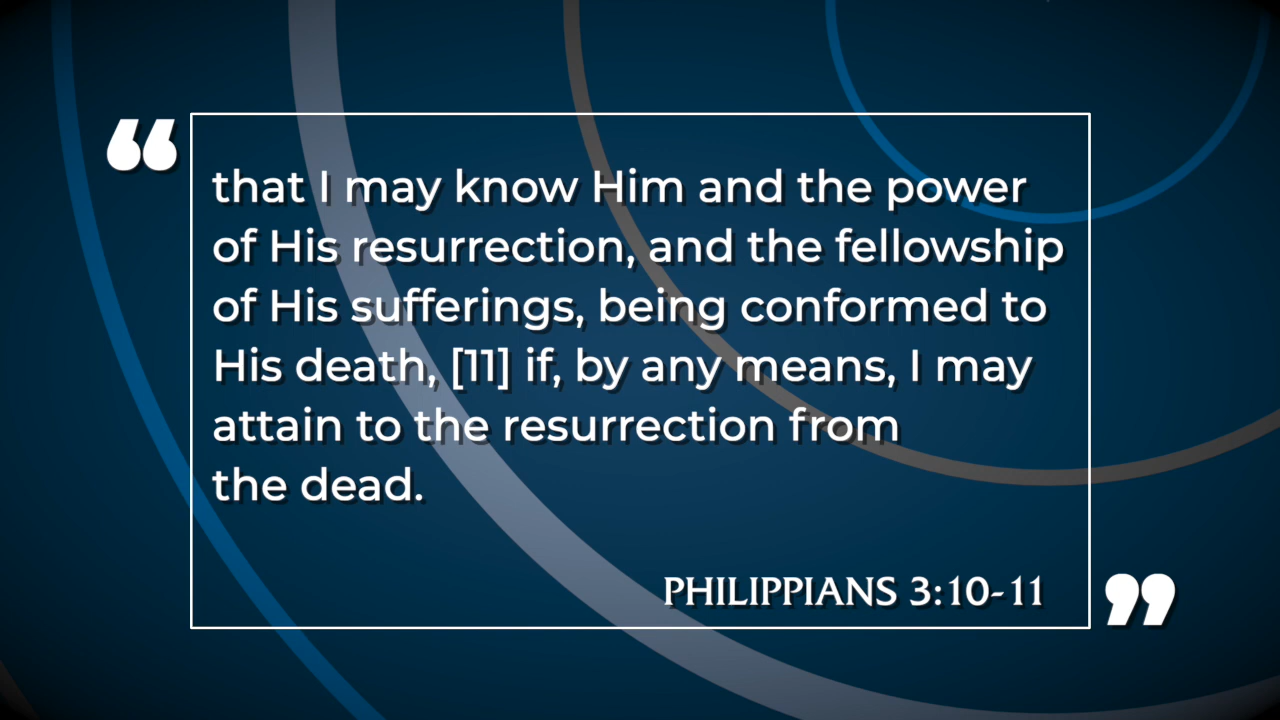 “
that I may know Him and the power
of His resurrection, and the fellowship
of His sufferings, being conformed to
His death, [11] if, by any means, I may
attain to the resurrection from
the dead.
PHILIPPIANS 3:10-11
”